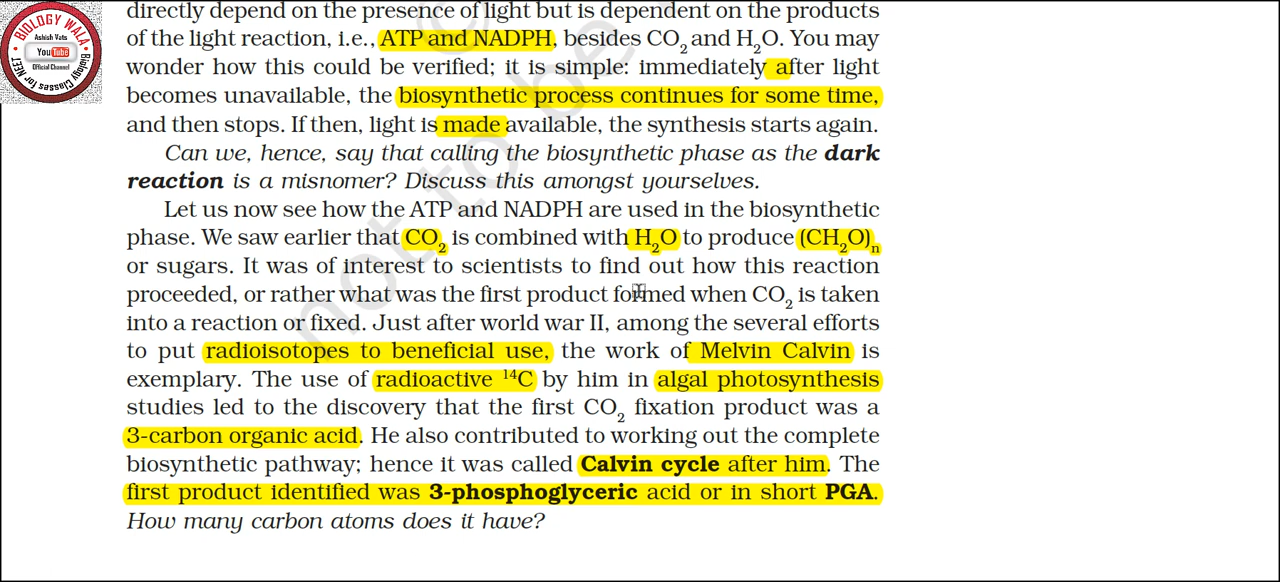 BIOLOGY WALA
Ashish Vats
YouTube
Official Channel
Biology Classes for NEET
directly depend on the presence of light but is dependent on the products
of the light reaction, i.e., ATP and NADPH, besides CO₂ and H₂O. You may
wonder how this could be verified; it is simple: immediately after light
becomes unavailable, the biosynthetic process continues for some time,
and then stops. If then, light is made available, the synthesis starts again.
Can we, hence, say that calling the biosynthetic phase as the dark
reaction is a misnomer? Discuss this amongst yourselves.
Let us now see how the ATP and NADPH are used in the biosynthetic
phase. We saw earlier that CO₂ is combined with H₂O to produce (CH₂O)ₙ
or sugars. It was of interest to scientists to find out how this reaction
proceeded, or rather what was the first product formed when CO₂ is taken
into a reaction or fixed. Just after world war II, among the several efforts
to put radioisotopes to beneficial use, the work of Melvin Calvin is
exemplary. The use of radioactive ¹⁴C by him in algal photosynthesis
studies led to the discovery that the first CO₂ fixation product was a
3-carbon organic acid. He also contributed to working out the complete
biosynthetic pathway; hence it was called Calvin cycle after him. The
first product identified was 3-phosphoglyceric acid or in short PGA.
How many carbon atoms does it have?
© not to be